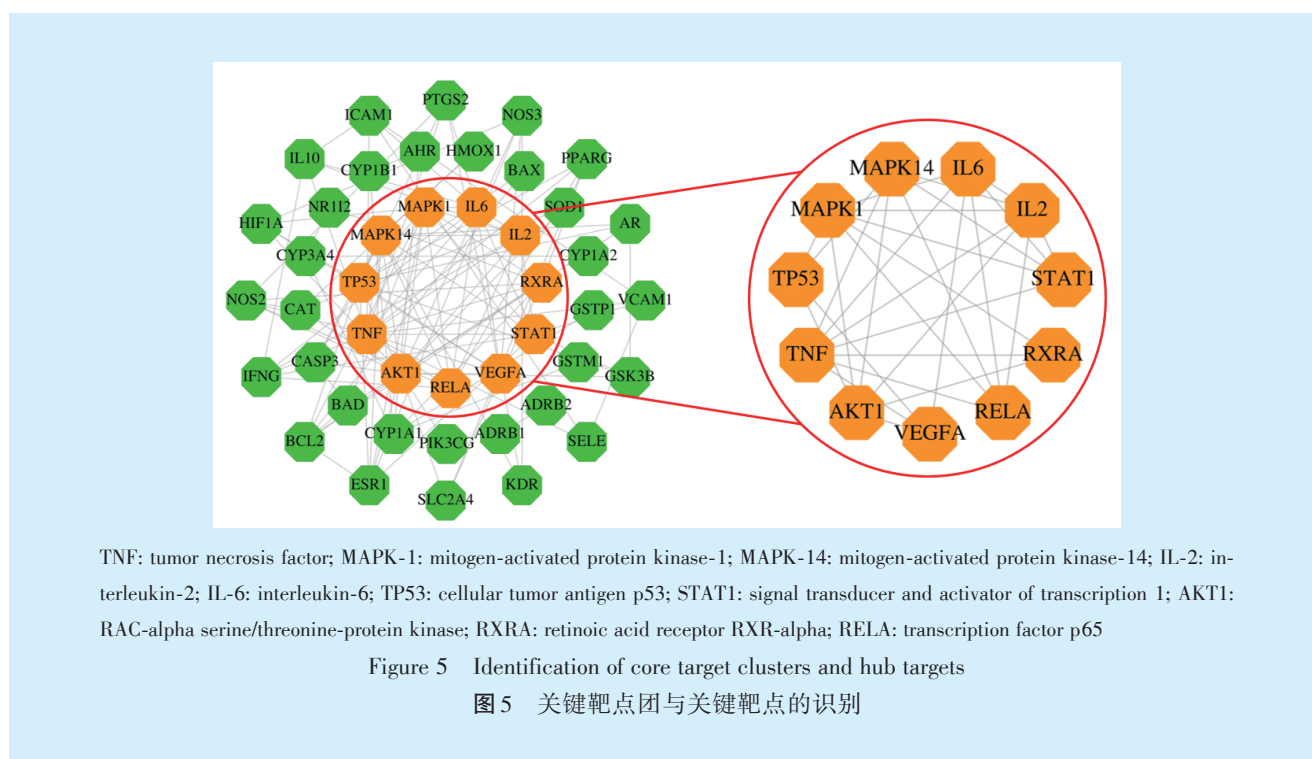 PTGS2
ICAM1
NOS3
AHR
HMOX1
IL10
CYP1B1
BAX
PPARG
NR1I2
MAPK1
IL6
SOD1
HIF1A
MAPK14
IL2
AR
CYP3A4
CYP1A2
TP53
RXRA
NOS2
CAT
GSTP1
VCAM1
TNF
STAT1
CASP3
GSTM1
IFNG
AKT1
RELA
VEGFA
GSK3B
BAD
ADRB2
BCL2
CYP1A1
PIK3CG
ADRB1
SELE
ESR1
SLC2A4
KDR
MAPK14
IL6
MAPK1
IL2
TP53
STAT1
TNF
RXRA
AKT1
RELA
VEGFA
TNF: tumor necrosis factor; MAPK-1: mitogen-activated protein kinase-1; MAPK-14: mitogen-activated protein kinase-14; IL-2: in-
terleukin-2; IL-6: interleukin-6; TP53: cellular tumor antigen p53; STAT1: signal transducer and activator of transcription 1; AKT1:
RAC-alpha serine/threonine-protein kinase; RXRA: retinoic acid receptor RXR-alpha; RELA: transcription factor p65
Figure 5 Identification of core target clusters and hub targets
图5 关键靶点团与关键靶点的识别